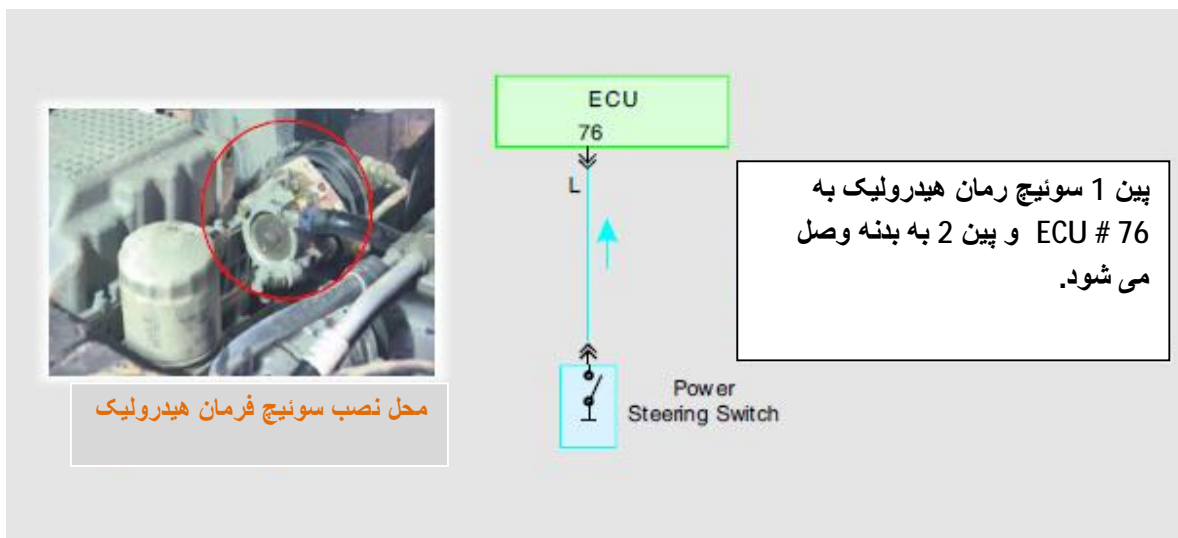 ECU
76
L
Power
Steering Switch
پین 1 سوئیچ رمان هیدرولیک به
ECU # 76 و پین 2 به بدنه وصل
می شود.
محل نصب سوئیچ فرمان هیدرولیک